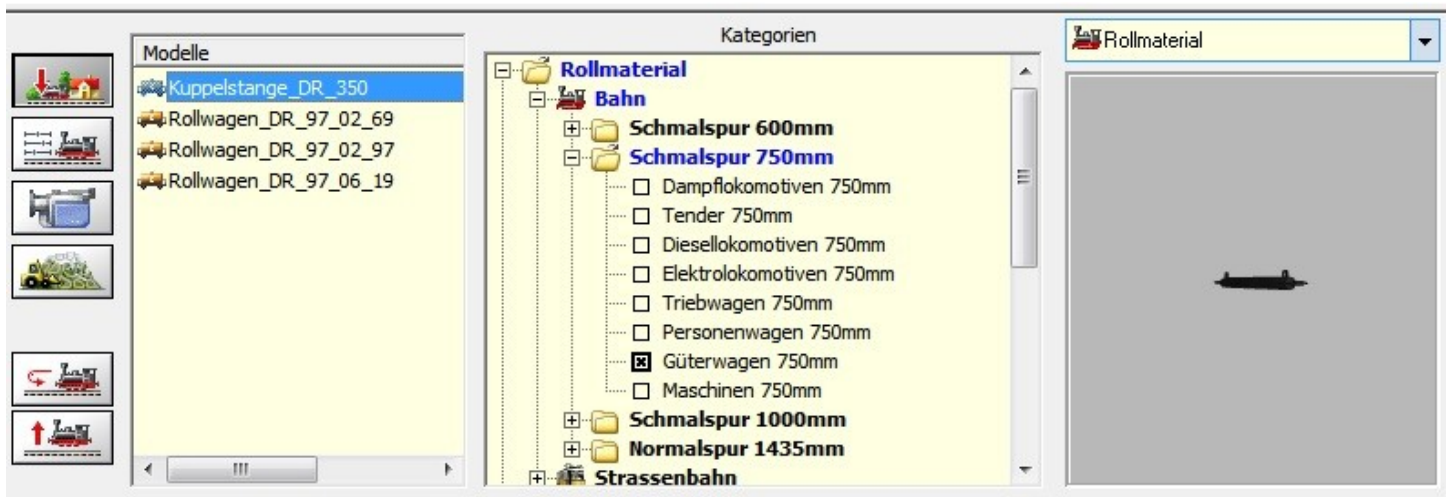 Modelle
Kuppelstange_DR_350
Rollwagen_DR_97_02_69
Rollwagen_DR_97_02_97
Rollwagen_DR_97_06_19
Kategorien
Rollmaterial
Bahn
Schmalspur 600mm
Schmalspur 750mm
Dampflokomotiven 750mm
Tender 750mm
Diesellokomotiven 750mm
Elektrolokomotiven 750mm
Triebwagen 750mm
Personenwagen 750mm
Güterwagen 750mm
Maschinen 750mm
Schmalspur 1000mm
Normalspur 1435mm
Strassenbahn
Rollmaterial